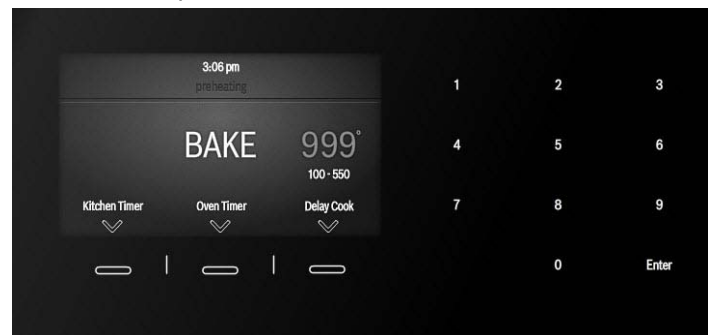 3:06 pm
preheating
BAKE 999°
100 - 550
Kitchen Timer Oven Timer Delay Cook
1 2 3
4 5 6
7 8 9
0 Enter